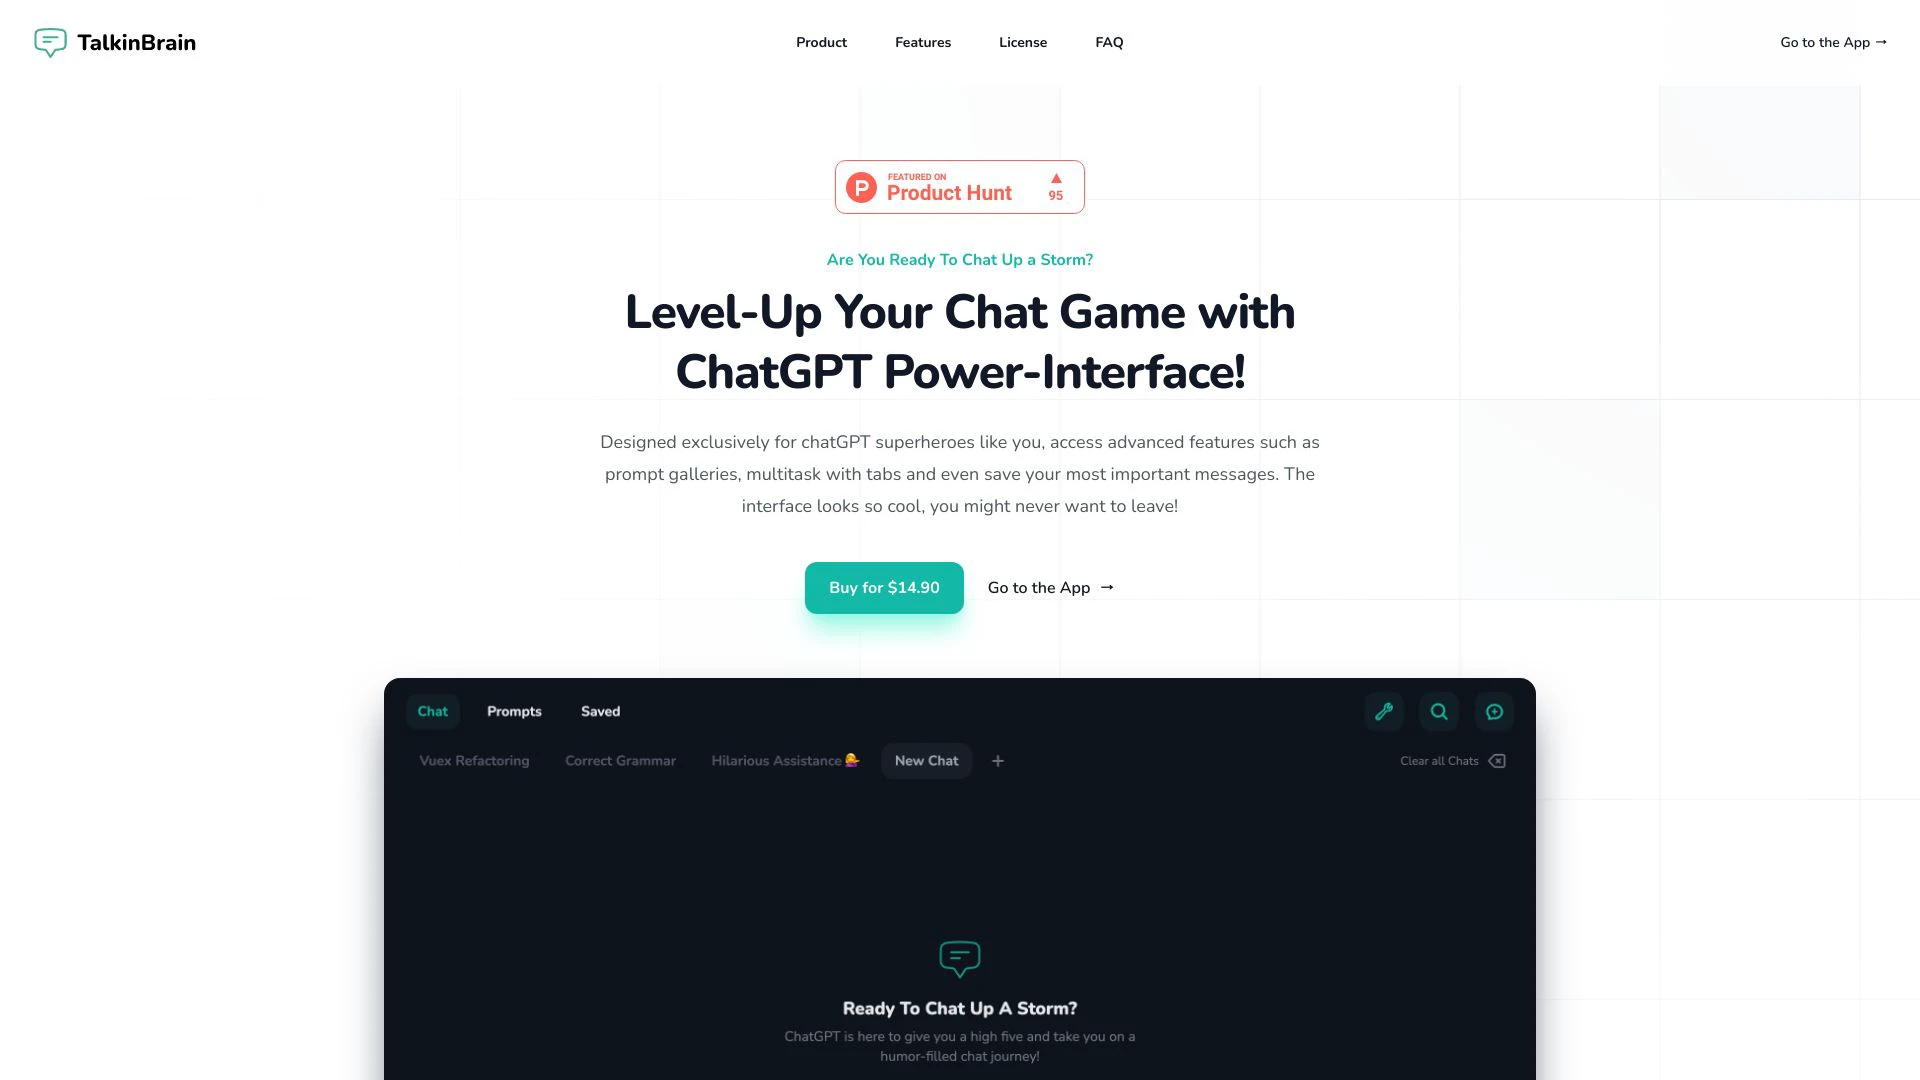 TalkinBrain
Product
Features
License
FAQ
Go to the App →
FEATURED ON
Product Hunt
▲
95
Are You Ready To Chat Up a Storm?
Level-Up Your Chat Game with
ChatGPT Power-Interface!
Designed exclusively for chatGPT superheroes like you, access advanced features such as
prompt galleries, multitask with tabs and even save your most important messages. The
interface looks so cool, you might never want to leave!
Buy for $14.90
Go to the App →
Chat
Prompts
Saved
Vuex Refactoring
Correct Grammar
Hilarious Assistance 💁‍♀️
New Chat
+
Clear all Chats
Ready To Chat Up A Storm?
ChatGPT is here to give you a high five and take you on a
humor-filled chat journey!